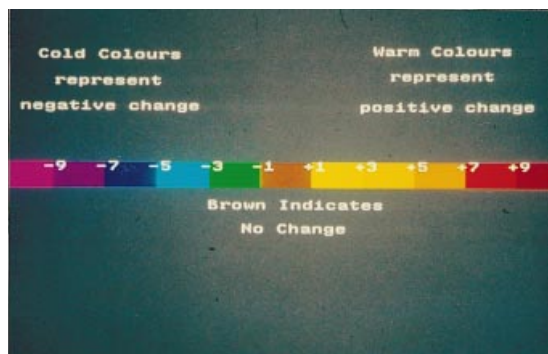 Cold Colours
represent
negative change
Warm Colours
represent
positive change
-9 -7 -5 -3 -1 +1 +3 +5 +7 +9
Brown Indicates
No Change